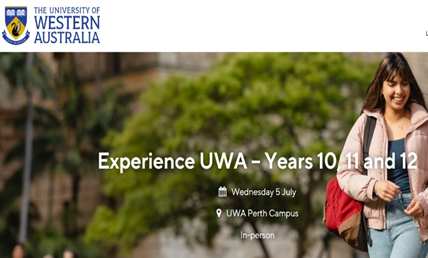 THE UNIVERSITY OF
WESTERN
AUSTRALIA
Experience UWA – Years 10, 11 and 12
Wednesday 5 July
UWA Perth Campus
In-person